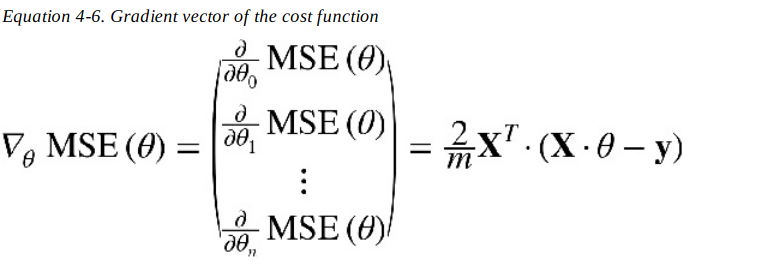 Equation 4-6. Gradient vector of the cost function
∂/∂θ₀ MSE (θ)
∂/∂θ₁ MSE (θ)
∇θ MSE (θ) = ⋮ = 2/m Xᵀ · (X · θ − y)
∂/∂θₙ MSE (θ)